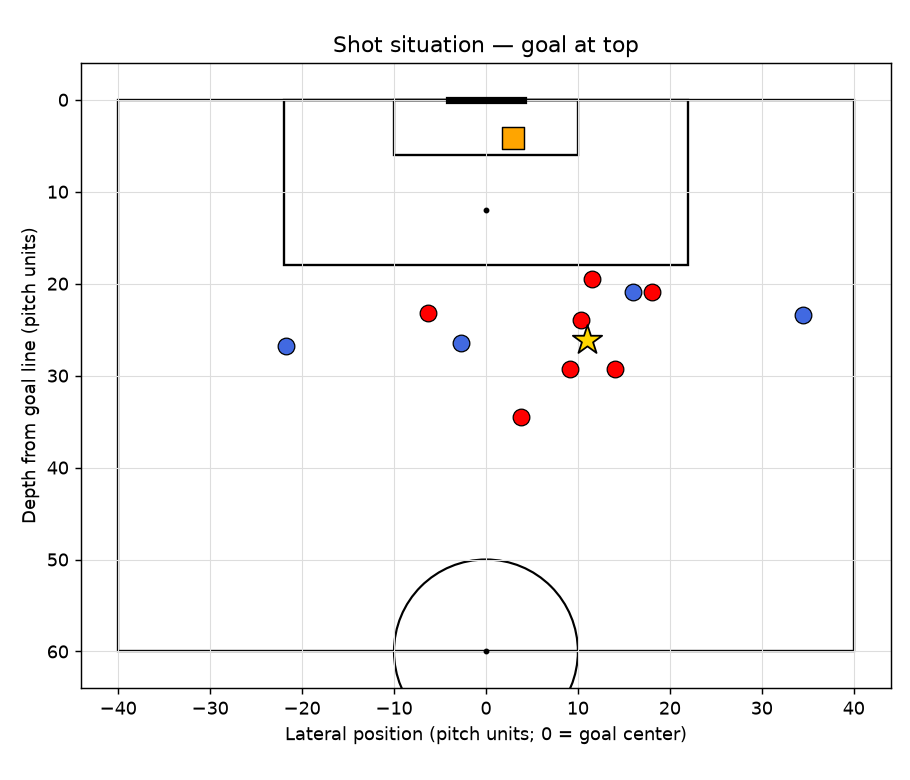 Shot situation — goal at top
Depth from goal line (pitch units)
0
10
20
30
40
50
60
−40 −30 −20 −10 0 10 20 30 40
Lateral position (pitch units; 0 = goal center)